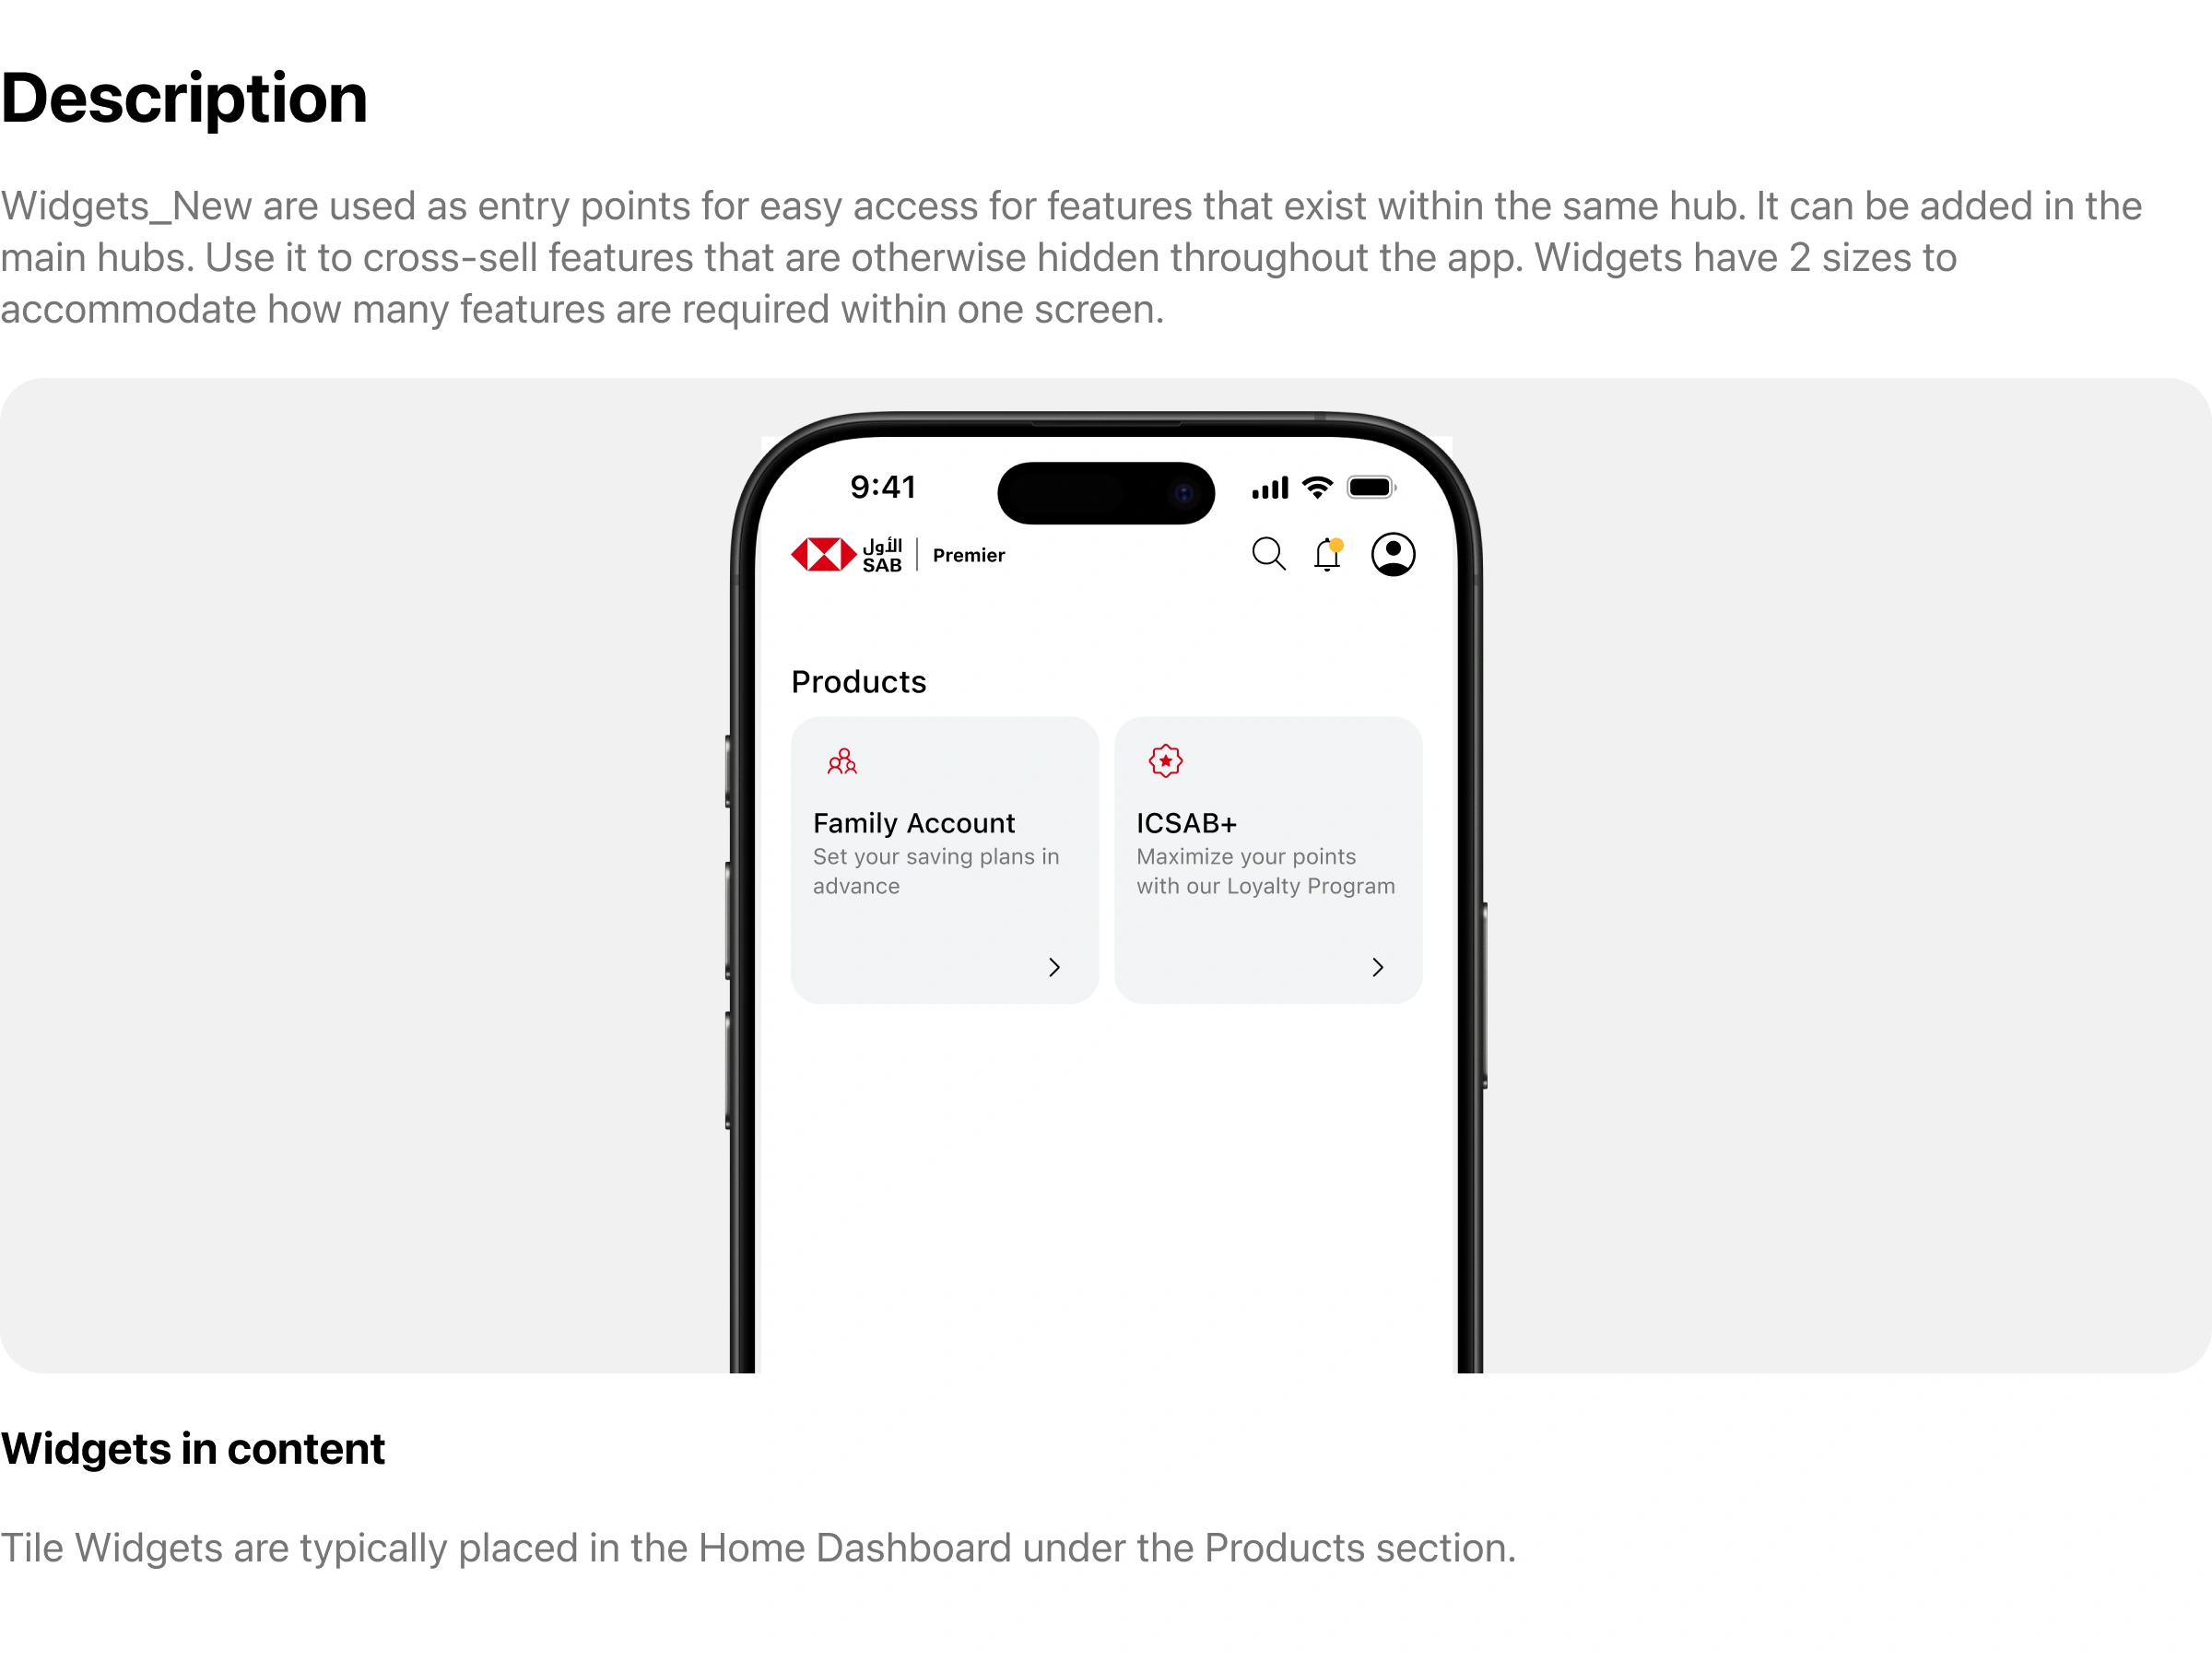 Description
Widgets_New are used as entry points for easy access for features that exist within the same hub. It can be added in the
main hubs. Use it to cross-sell features that are otherwise hidden throughout the app. Widgets have 2 sizes to
accommodate how many features are required within one screen.
9:41
الأول
SAB
Premier
Products
Family Account
Set your saving plans in
advance
ICSAB+
Maximize your points
with our Loyalty Program
Widgets in content
Tile Widgets are typically placed in the Home Dashboard under the Products section.